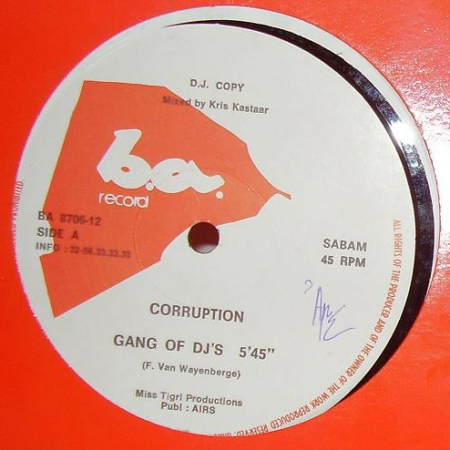 D.J. COPY
Mixed by Kris Kastaar
b.a.
record
BA 8706-12
SIDE A
INFO : 32-56.33.33.33
SABAM
45 RPM
CORRUPTION
GANG OF DJ'S 5'45"
(F. Van Wayenberge)
Miss Tigri Productions
Publ : AIRS
ALL RIGHTS OF THE PRODUCER AND OF THE OWNER OF THE WORK REPRODUCED RESERVED.
PROHIBITED.